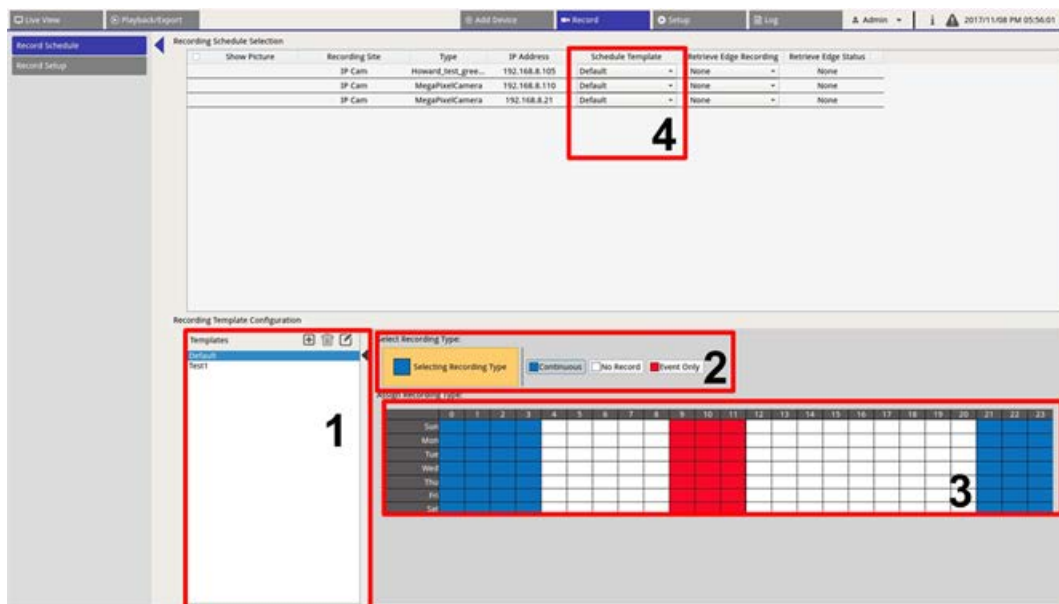 Live View Playback/Export Add Device Record Setup Log Admin i 2017/11/08 PM 05:56:01
Record Schedule
Record Setup
Recording Schedule Selection
Show Picture Recording Site Type IP Address Schedule Template Retrieve Edge Recording Retrieve Edge Status
IP Cam Howard_test_gree... 192.168.8.105 Default None None
IP Cam MegaPixelCamera 192.168.8.110 Default None None
IP Cam MegaPixelCamera 192.168.8.21 Default None None
4
Recording Template Configuration
Templates
Default
Test1
1
Select Recording Type:
Selecting Recording Type Continuous No Record Event Only
2
Assign Recording Type:
0 1 2 3 4 5 6 7 8 9 10 11 12 13 14 15 16 17 18 19 20 21 22 23
Sun
Mon
Tue
Wed
Thu
Fri
Sat
3